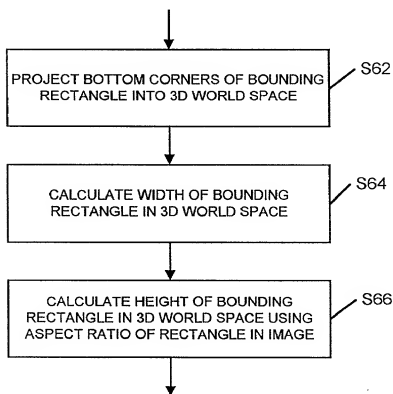 PROJECT BOTTOM CORNERS OF BOUNDING
RECTANGLE INTO 3D WORLD SPACE
S62
CALCULATE WIDTH OF BOUNDING
RECTANGLE IN 3D WORLD SPACE
S64
CALCULATE HEIGHT OF BOUNDING
RECTANGLE IN 3D WORLD SPACE USING
ASPECT RATIO OF RECTANGLE IN IMAGE
S66